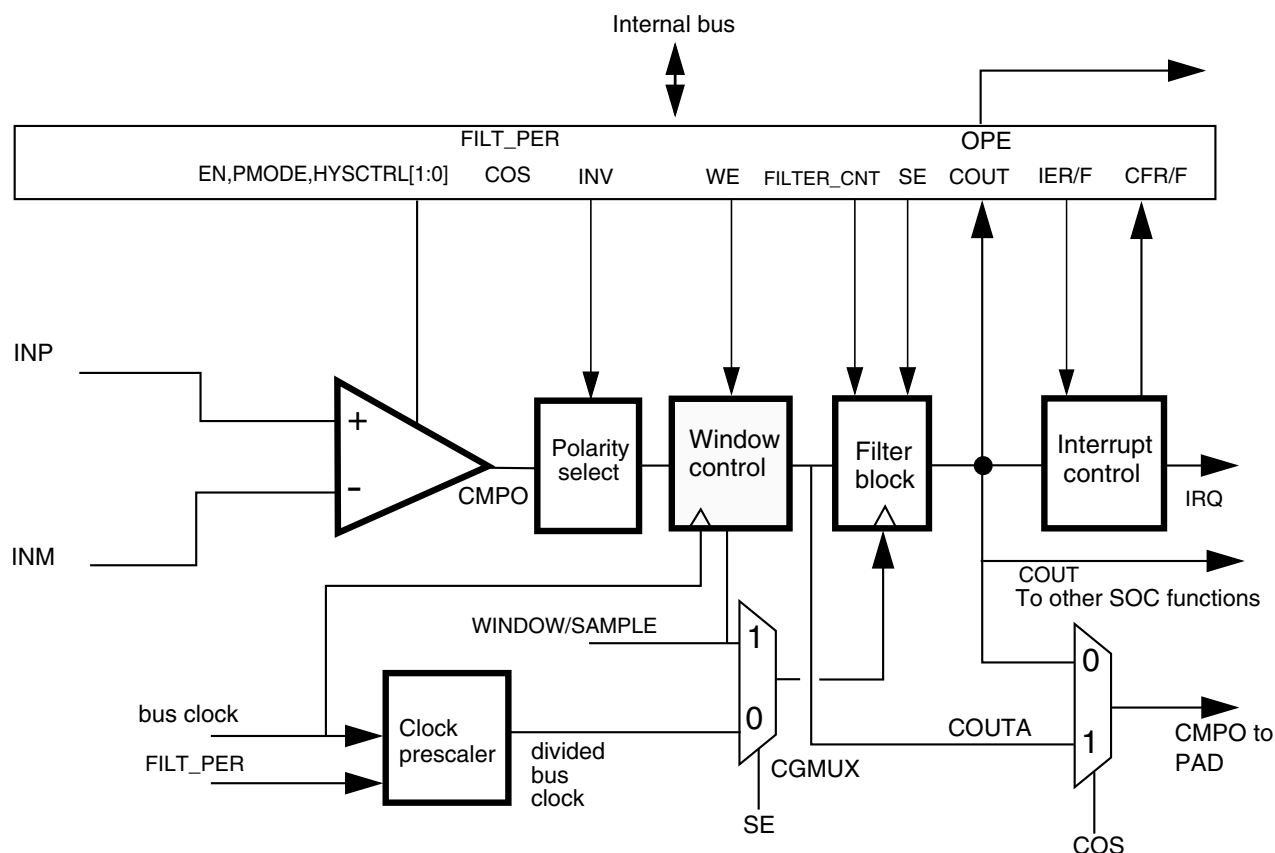 Internal bus
FILT_PER
OPE
EN,PMODE,HYSCTRL[1:0]
COS
INV
WE
FILTER_CNT
SE
COUT
IER/F
CFR/F
INP
+
-
INM
CMPO
Polarity
select
Window
control
Filter
block
Interrupt
control
IRQ
COUT
To other SOC functions
WINDOW/SAMPLE
1
0
CGMUX
SE
bus clock
FILT_PER
Clock
prescaler
divided
bus
clock
COUTA
0
1
CMPO to
PAD
COS